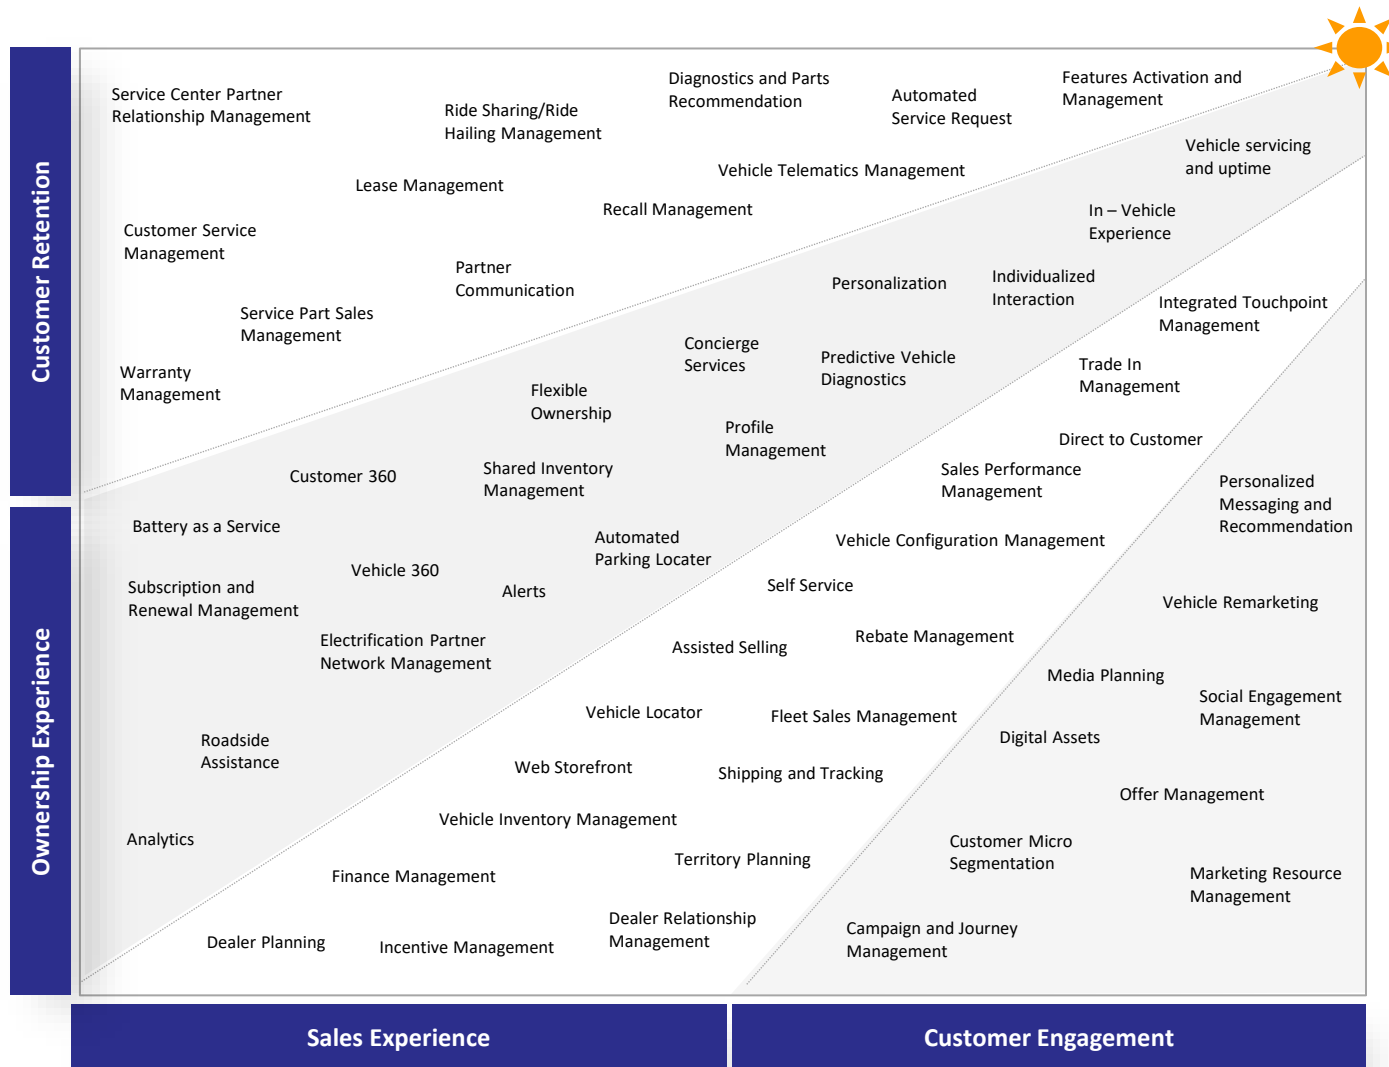 Customer Retention
Service Center Partner
Relationship Management
Ride Sharing/Ride
Hailing Management
Diagnostics and Parts
Recommendation
Automated
Service Request
Features Activation and
Management
Lease Management
Vehicle Telematics Management
Recall Management
Customer Service
Management
Partner
Communication
Service Part Sales
Management
Warranty
Management
Ownership Experience
Vehicle servicing
and uptime
In – Vehicle
Experience
Personalization
Individualized
Interaction
Concierge
Services
Predictive Vehicle
Diagnostics
Flexible
Ownership
Profile
Management
Customer 360
Shared Inventory
Management
Battery as a Service
Automated
Parking Locater
Vehicle 360
Alerts
Subscription and
Renewal Management
Electrification Partner
Network Management
Roadside
Assistance
Analytics
Integrated Touchpoint
Management
Trade In
Management
Direct to Customer
Sales Performance
Management
Vehicle Configuration Management
Self Service
Rebate Management
Assisted Selling
Vehicle Locator
Fleet Sales Management
Web Storefront
Shipping and Tracking
Vehicle Inventory Management
Territory Planning
Finance Management
Dealer Relationship
Management
Dealer Planning
Incentive Management
Sales Experience
Personalized
Messaging and
Recommendation
Vehicle Remarketing
Media Planning
Social Engagement
Management
Digital Assets
Offer Management
Customer Micro
Segmentation
Marketing Resource
Management
Campaign and Journey
Management
Customer Engagement